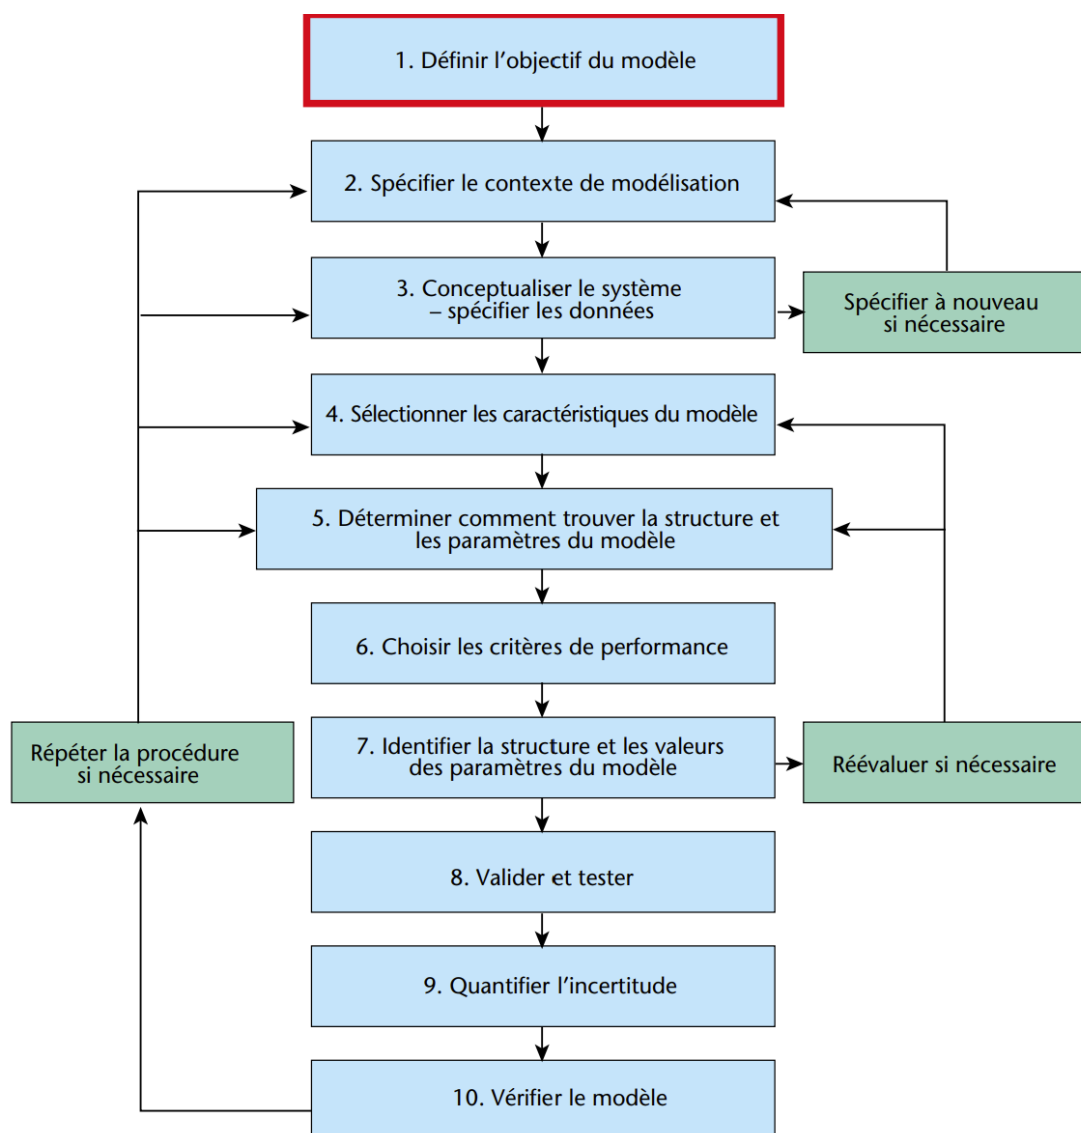 1. Définir l'objectif du modèle
2. Spécifier le contexte de modélisation
3. Conceptualiser le système
– spécifier les données
Spécifier à nouveau
si nécessaire
4. Sélectionner les caractéristiques du modèle
5. Déterminer comment trouver la structure et
les paramètres du modèle
6. Choisir les critères de performance
Répéter la procédure
si nécessaire
7. Identifier la structure et les valeurs
des paramètres du modèle
Réévaluer si nécessaire
8. Valider et tester
9. Quantifier l'incertitude
10. Vérifier le modèle